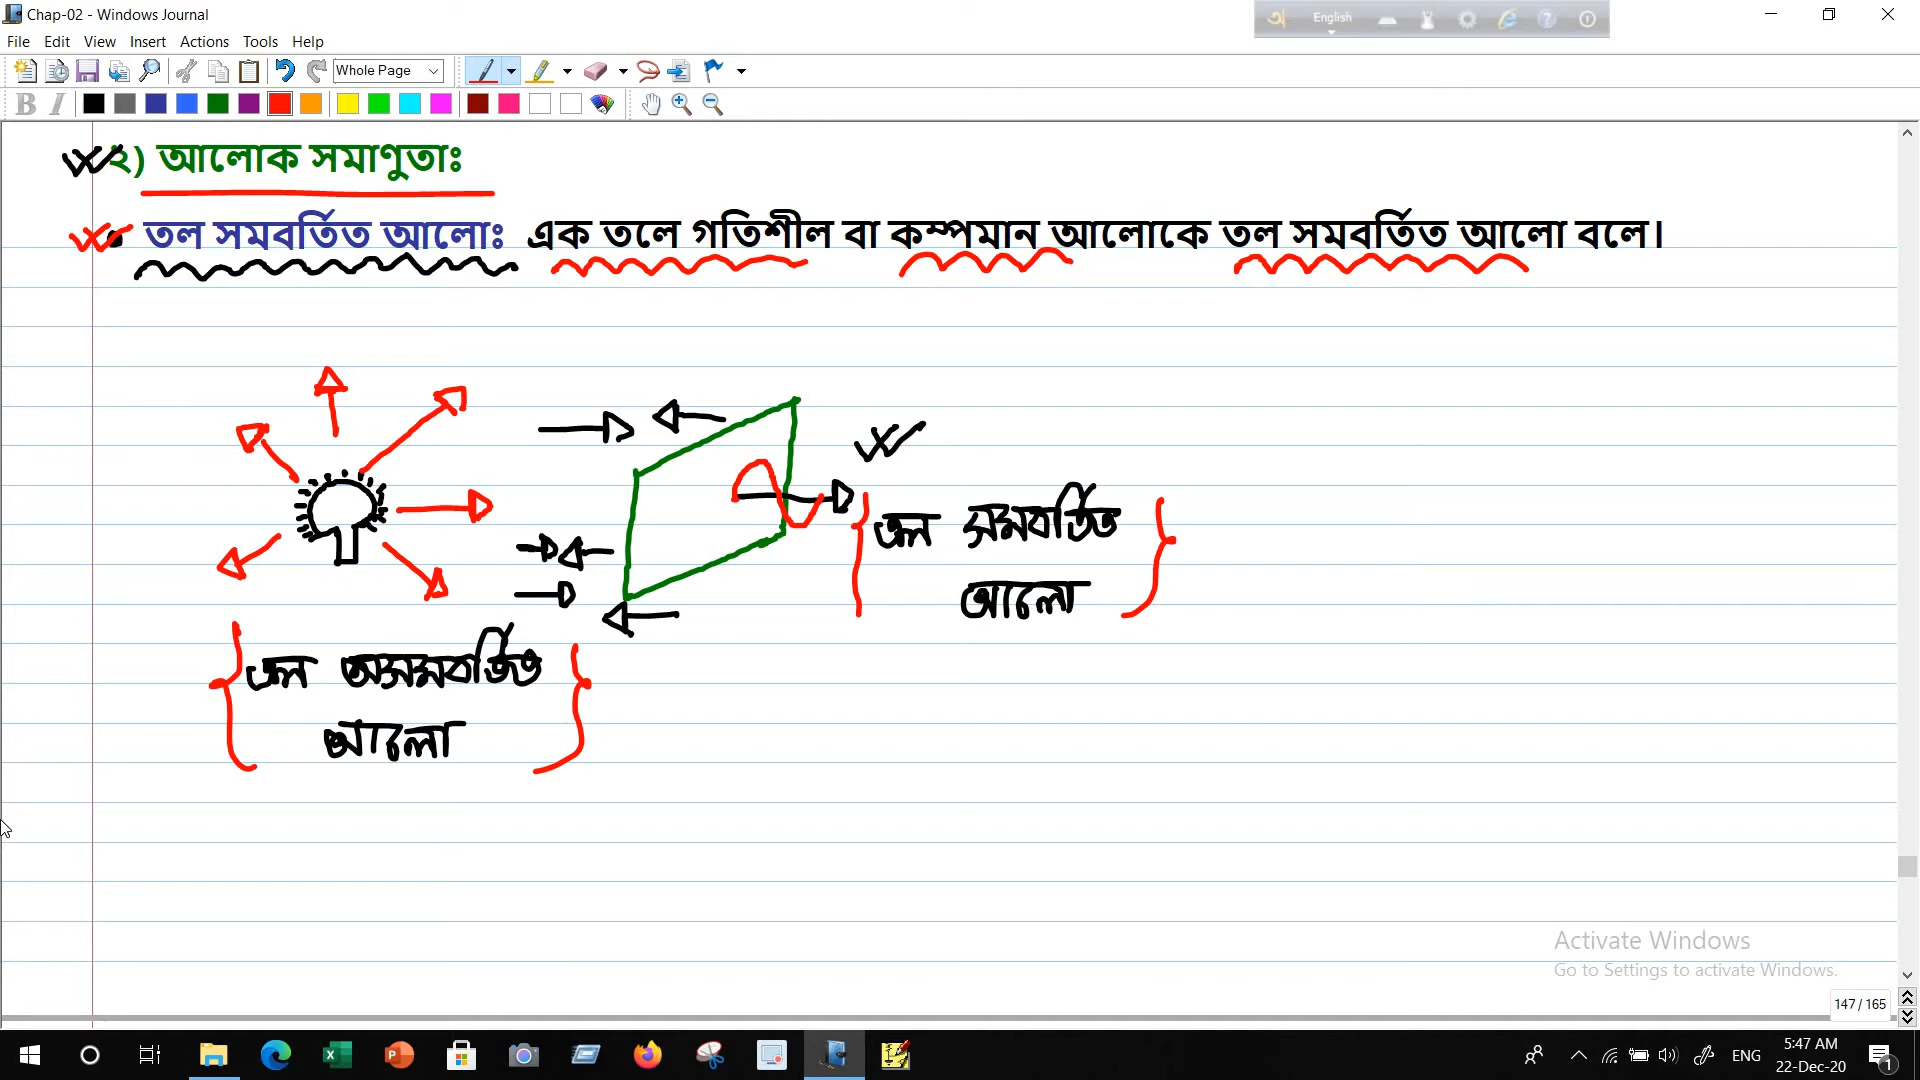 Chap-02 - Windows Journal
English
File Edit View Insert Actions Tools Help
Whole Page
B I
২) আলোক সমাণুতাঃ
• তল সমবর্তিত আলোঃ এক তলে গতিশীল বা কম্পমান আলোকে তল সমবর্তিত আলো বলে।
তল সমবর্তিত
আলো
তল অসমবর্তিত
আলো
Activate Windows
Go to Settings to activate Windows.
147 / 165
ENG
5:47 AM
22-Dec-20
1